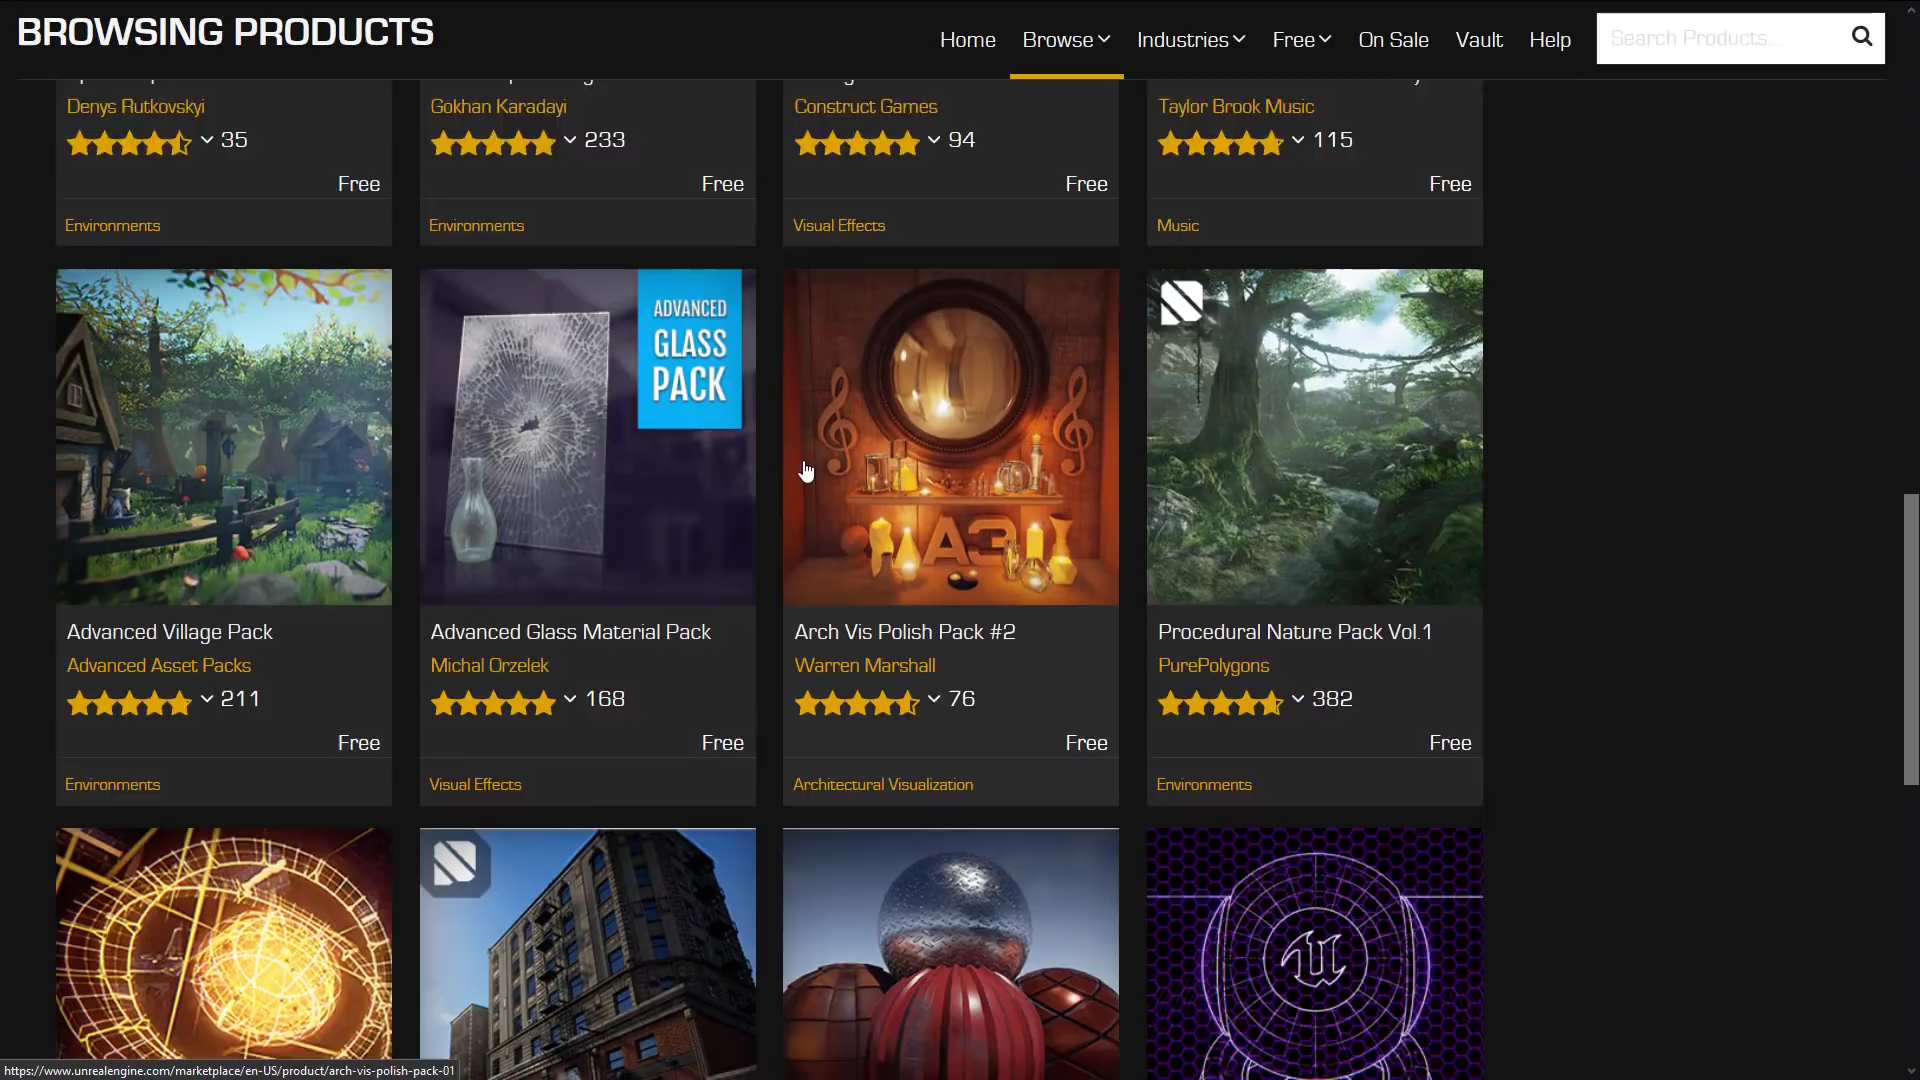 BROWSING PRODUCTS
Home
Browse
Industries
Free
On Sale
Vault
Help
Search Products...
Denys Rutkovskyi
35
Free
Environments
Gokhan Karadayi
233
Free
Environments
Construct Games
94
Free
Visual Effects
Taylor Brook Music
115
Free
Music
ADVANCED
GLASS
PACK
A3
Advanced Village Pack
Advanced Asset Packs
211
Free
Environments
Advanced Glass Material Pack
Michal Orzelek
168
Free
Visual Effects
Arch Vis Polish Pack #2
Warren Marshall
76
Free
Architectural Visualization
Procedural Nature Pack Vol.1
PurePolygons
382
Free
Environments
https://www.unrealengine.com/marketplace/en-US/product/arch-vis-polish-pack-01